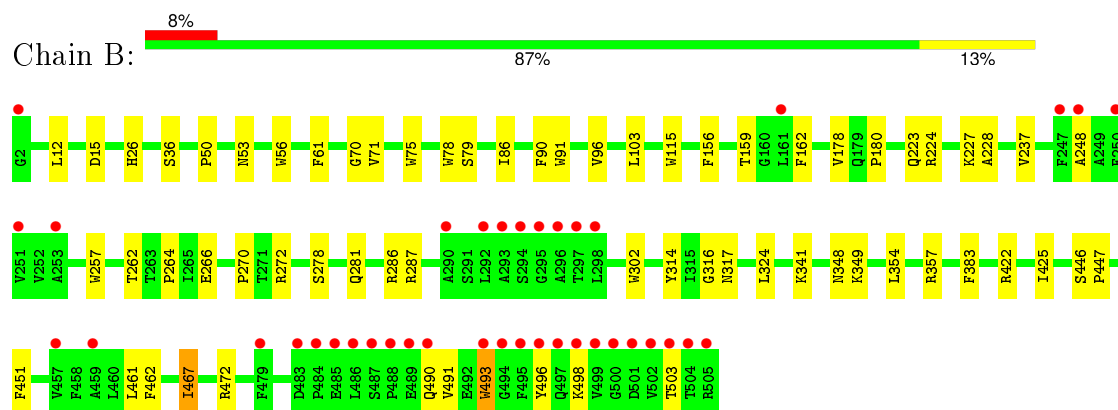 8%
Chain B:
87%
13%
G2 L12 D15 H26 S36 P50 N53 W56 F61 G70 V71 W75 W78 S79 I86 F90 W91 V96 L103 W115 F156 T159 G160 L161 F162 V178 Q179 P180 Q223 R224 K227 A228 V237 F247 A248 A249
V251 V252 A253 W257 T262 T263 P264 I265 E266 P270 T271 R272 S278 Q281 R286 R287 A290 S291 L292 A293 S294 G295 A296 T297 L298 W302 Y314 I315 G316 N317 L324 K341 N348 K349 L354 R357 F383 R422 I425 S446 P447
F451 V457 F458 A459 L460 L461 F462 I467 R472 F479 D483 P484 E485 L486 S487 P488 E489 Q490 V491 E492 W493 G494 F495 Y496 Q497 K498 V499 G500 D501 V502 T503 T504 R505